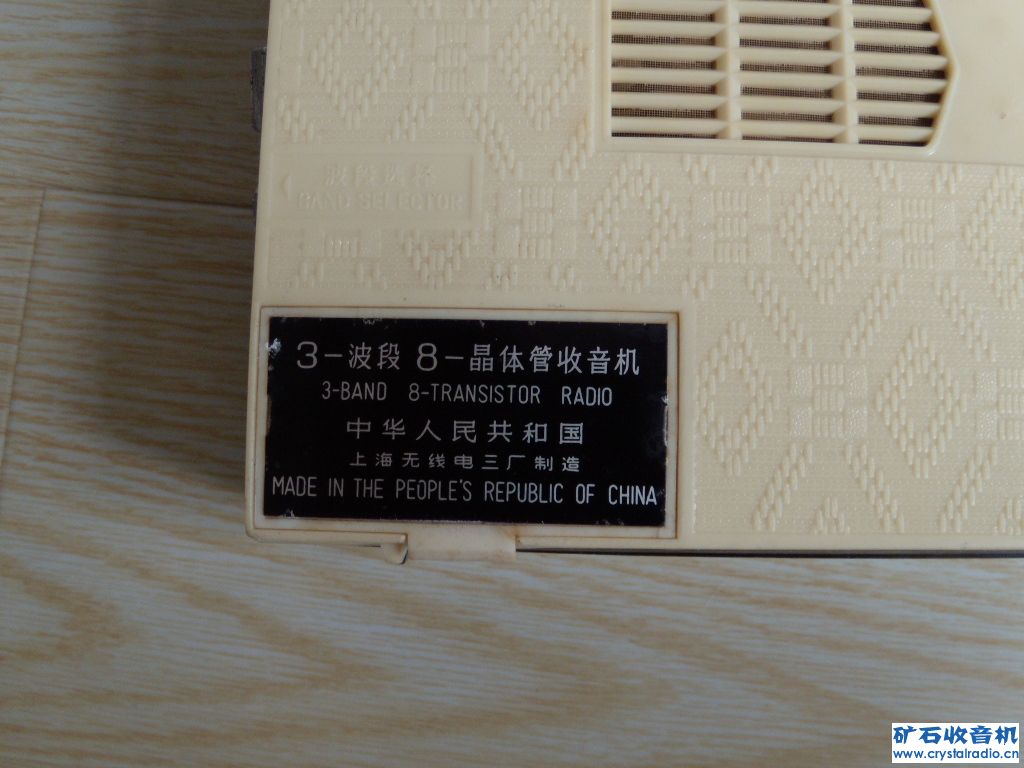 波段选择
BAND SELECTOR
3-波段 8-晶体管收音机
3-BAND 8-TRANSISTOR RADIO
中华人民共和国
上海无线电三厂制造
MADE IN THE PEOPLE'S REPUBLIC OF CHINA
矿石收音机
www.crystalradio.cn